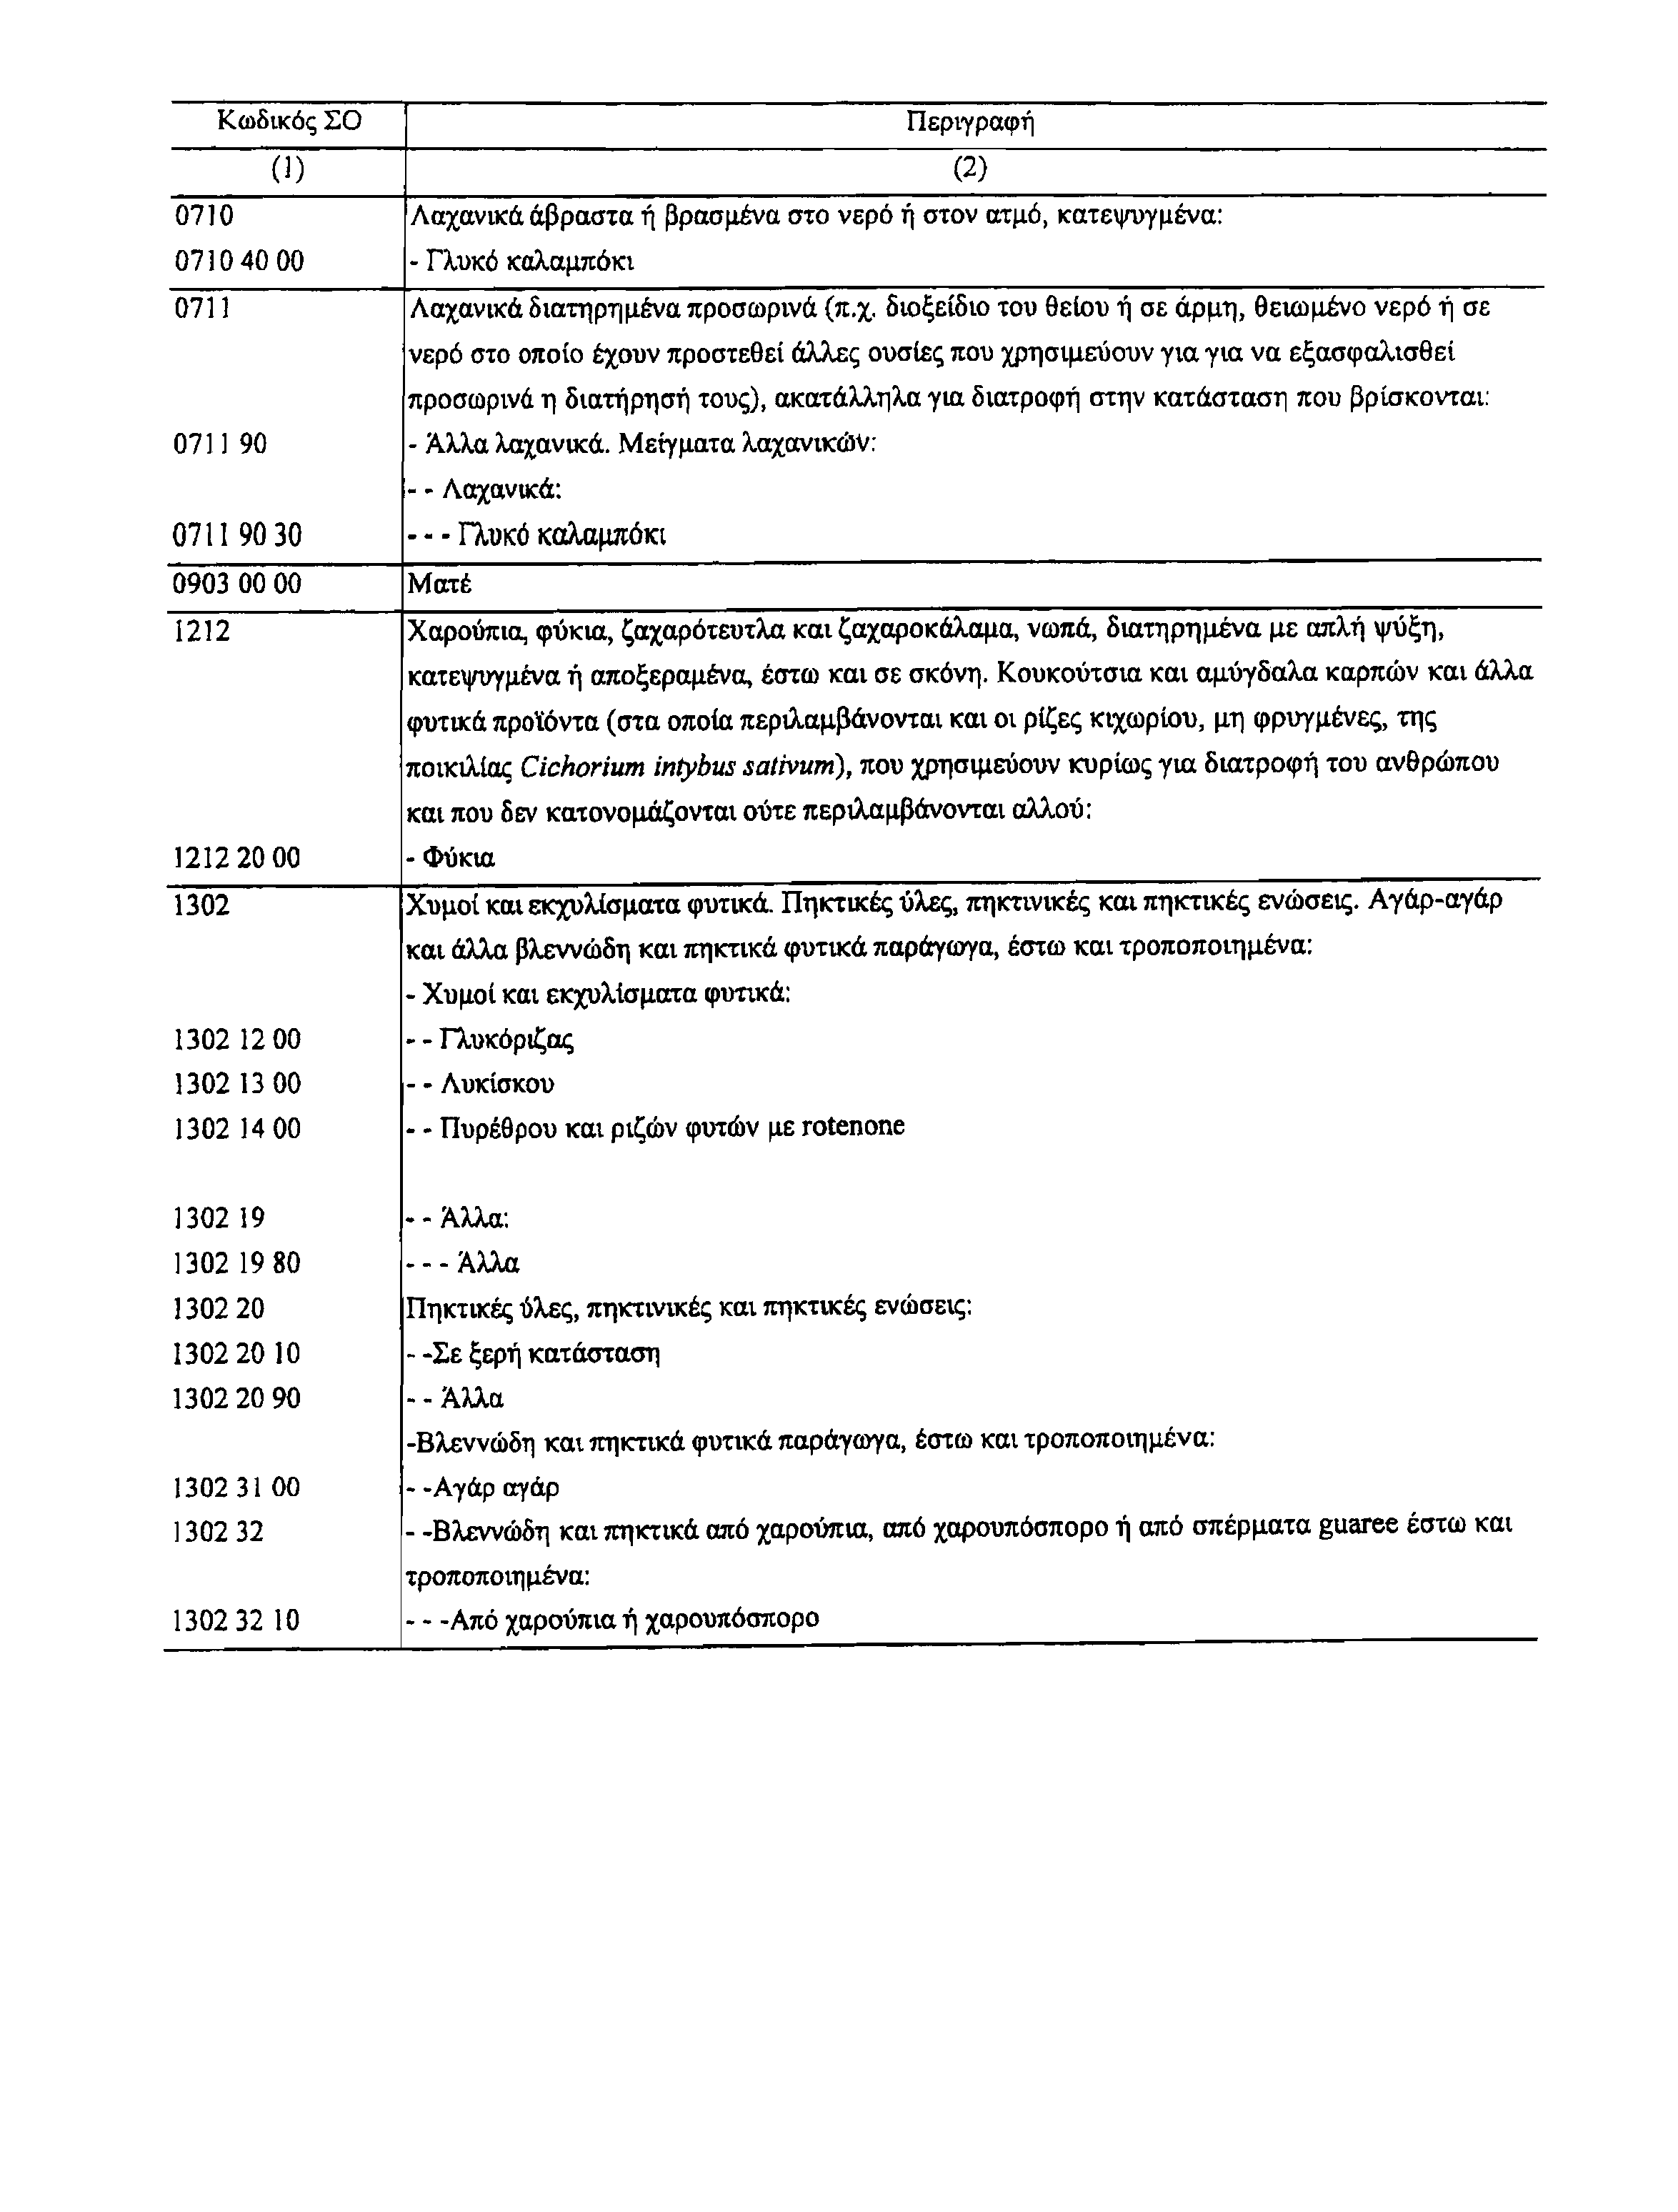 Κωδικός ΣΟ Περιγραφή
(1) (2)
0710 Λαχανικά άβραστα ή βρασμένα στο νερό ή στον ατμό, κατεψυγμένα:
0710 40 00 - Γλυκό καλαμπόκι
0711 Λαχανικά διατηρημένα προσωρινά (π.χ. διοξείδιο του θείου ή σε άρμη, θειωμένο νερό ή σε
νερό στο οποίο έχουν προστεθεί άλλες ουσίες που χρησιμεύουν για για να εξασφαλισθεί
προσωρινά η διατήρησή τους), ακατάλληλα για διατροφή στην κατάσταση που βρίσκονται:
0711 90 - Άλλα λαχανικά. Μείγματα λαχανικών:
- - Λαχανικά:
0711 90 30 - - - Γλυκό καλαμπόκι
0903 00 00 Ματέ
1212 Χαρούπια, φύκια, ζαχαρότευτλα και ζαχαροκάλαμα, νωπά, διατηρημένα με απλή ψύξη,
κατεψυγμένα ή αποξεραμένα, έστω και σε σκόνη. Κουκούτσια και αμύγδαλα καρπών και άλλα
φυτικά προϊόντα (στα οποία περιλαμβάνονται και οι ρίζες κιχωρίου, μη φρυγμένες, της
ποικιλίας Cichorium intybus sativum), που χρησιμεύουν κυρίως για διατροφή του ανθρώπου
και που δεν κατονομάζονται ούτε περιλαμβάνονται αλλού:
1212 20 00 - Φύκια
1302 Χυμοί και εκχυλίσματα φυτικά. Πηκτικές ύλες, πηκτινικές και πηκτικές ενώσεις. Αγάρ-αγάρ
και άλλα βλεννώδη και πηκτικά φυτικά παράγωγα, έστω και τροποποιημένα:
- Χυμοί και εκχυλίσματα φυτικά:
1302 12 00 - - Γλυκόριζας
1302 13 00 - - Λυκίσκου
1302 14 00 - - Πυρέθρου και ριζών φυτών με rotenone
1302 19 - - Άλλα:
1302 19 80 - - - Άλλα
1302 20 Πηκτικές ύλες, πηκτινικές και πηκτικές ενώσεις:
1302 20 10 - -Σε ξερή κατάσταση
1302 20 90 - - Άλλα
-Βλεννώδη και πηκτικά φυτικά παράγωγα, έστω και τροποποιημένα:
1302 31 00 - -Αγάρ αγάρ
1302 32 - -Βλεννώδη και πηκτικά από χαρούπια, από χαρουπόσπορο ή από σπέρματα guaree έστω και
τροποποιημένα:
1302 32 10 - - -Από χαρούπια ή χαρουπόσπορο